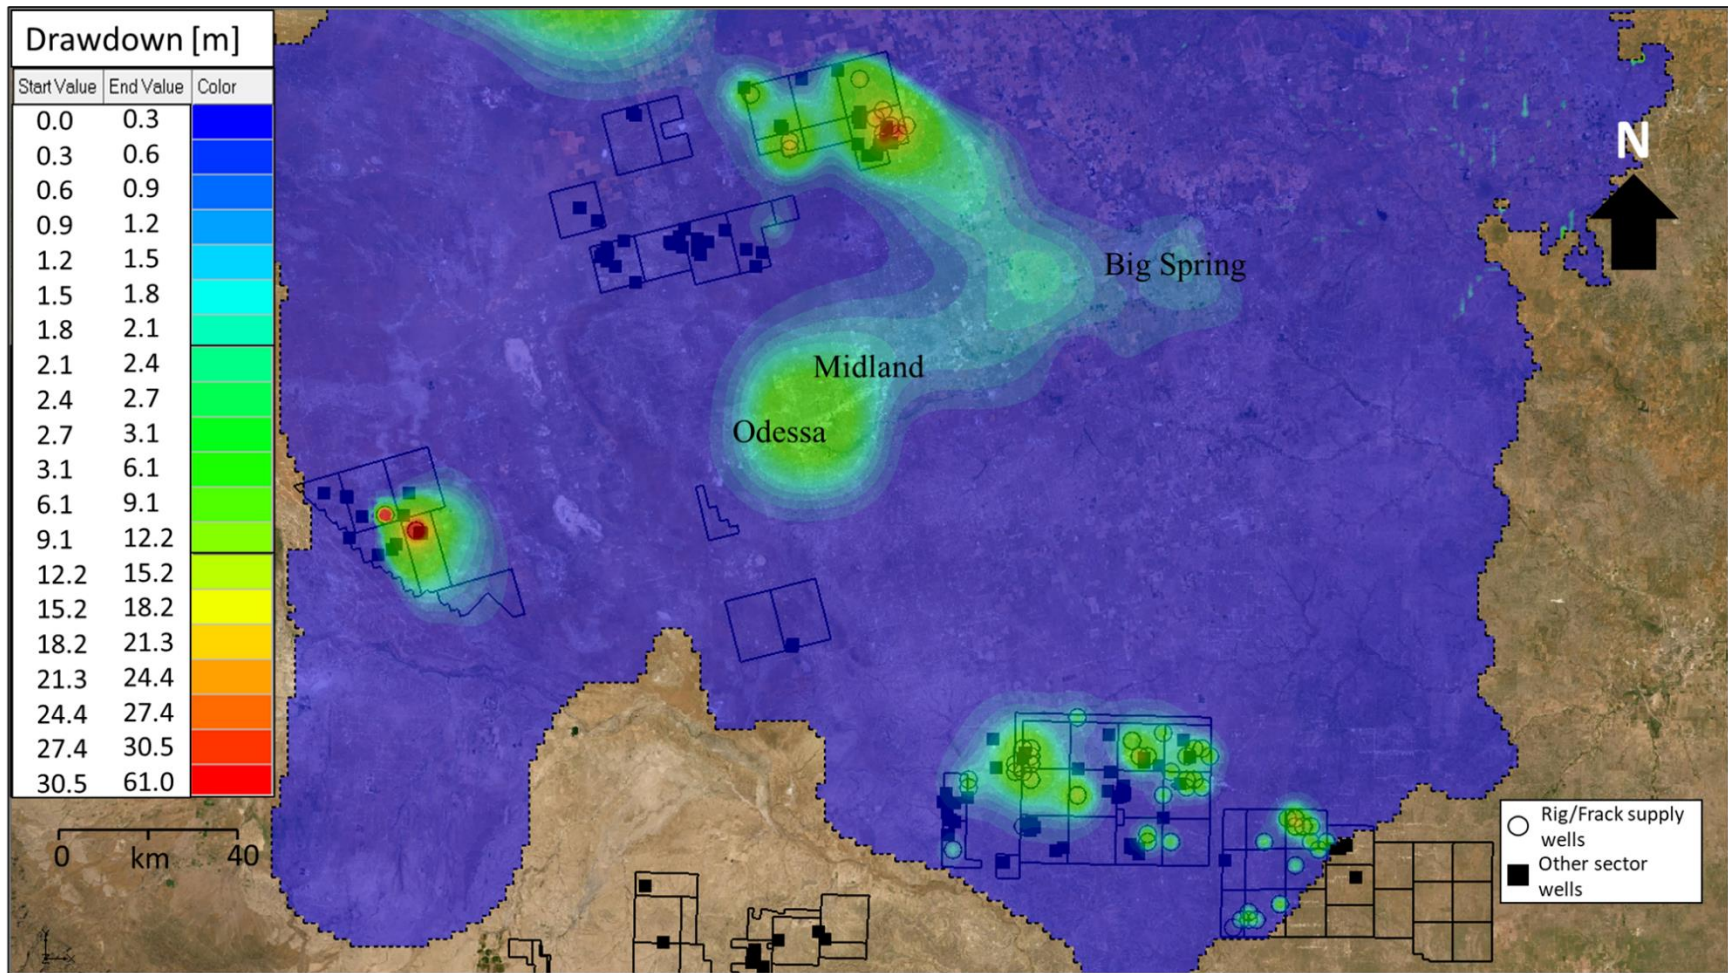 Drawdown [m]
Start Value End Value Color
0.0 0.3
0.3 0.6
0.6 0.9
0.9 1.2
1.2 1.5
1.5 1.8
1.8 2.1
2.1 2.4
2.4 2.7
2.7 3.1
3.1 6.1
6.1 9.1
9.1 12.2
12.2 15.2
15.2 18.2
18.2 21.3
21.3 24.4
24.4 27.4
27.4 30.5
30.5 61.0
N
Big Spring
Midland
Odessa
0 km 40
Rig/Frack supply
wells
Other sector
wells